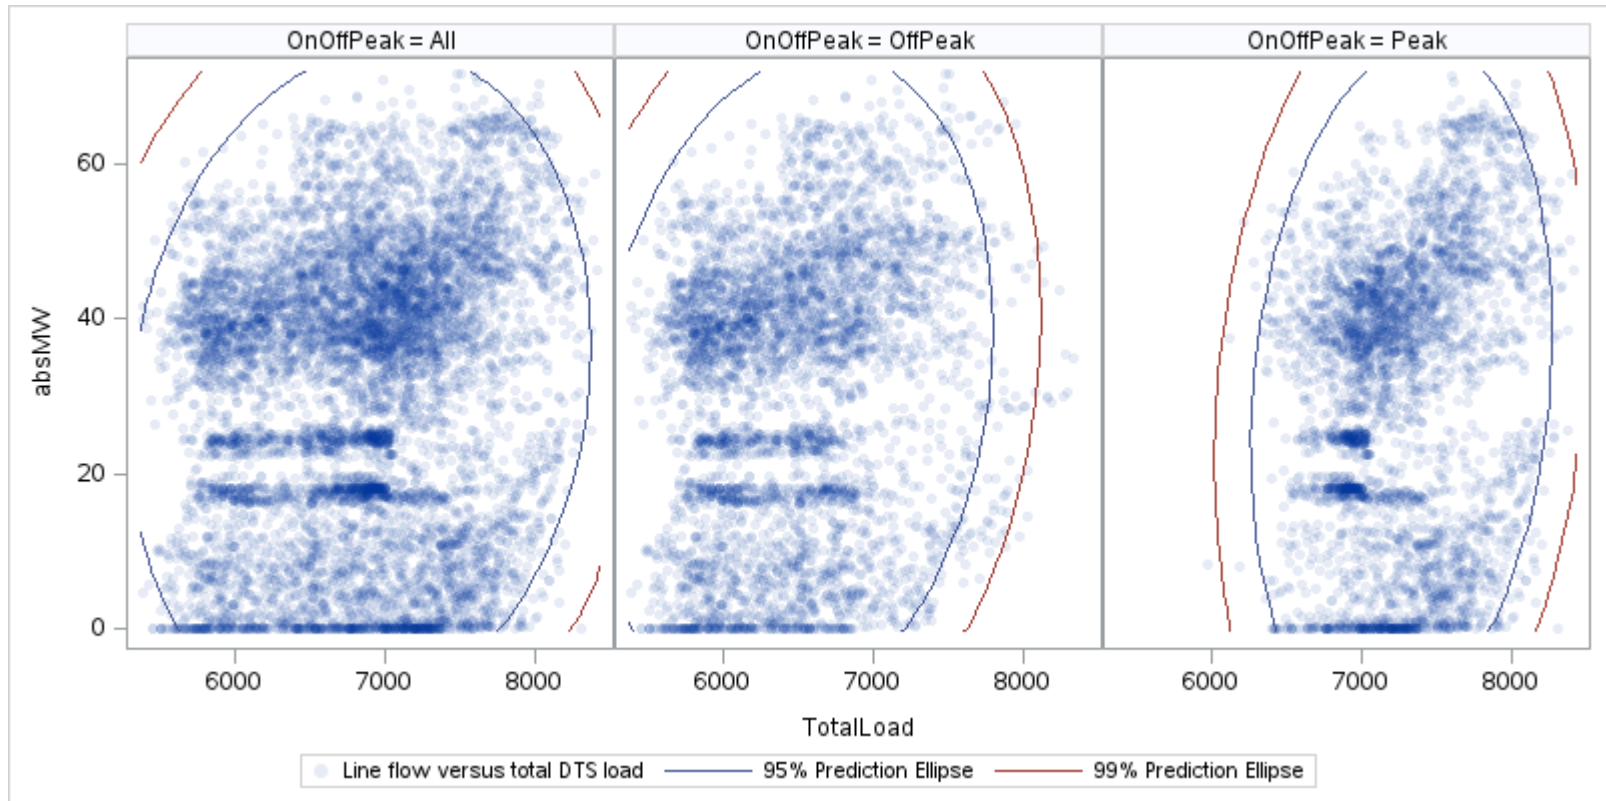 OnOffPeak = All
OnOffPeak = OffPeak
OnOffPeak = Peak
absMW
60
40
20
0
6000
7000
8000
6000
7000
8000
6000
7000
8000
TotalLoad
Line flow versus total DTS load
95% Prediction Ellipse
99% Prediction Ellipse